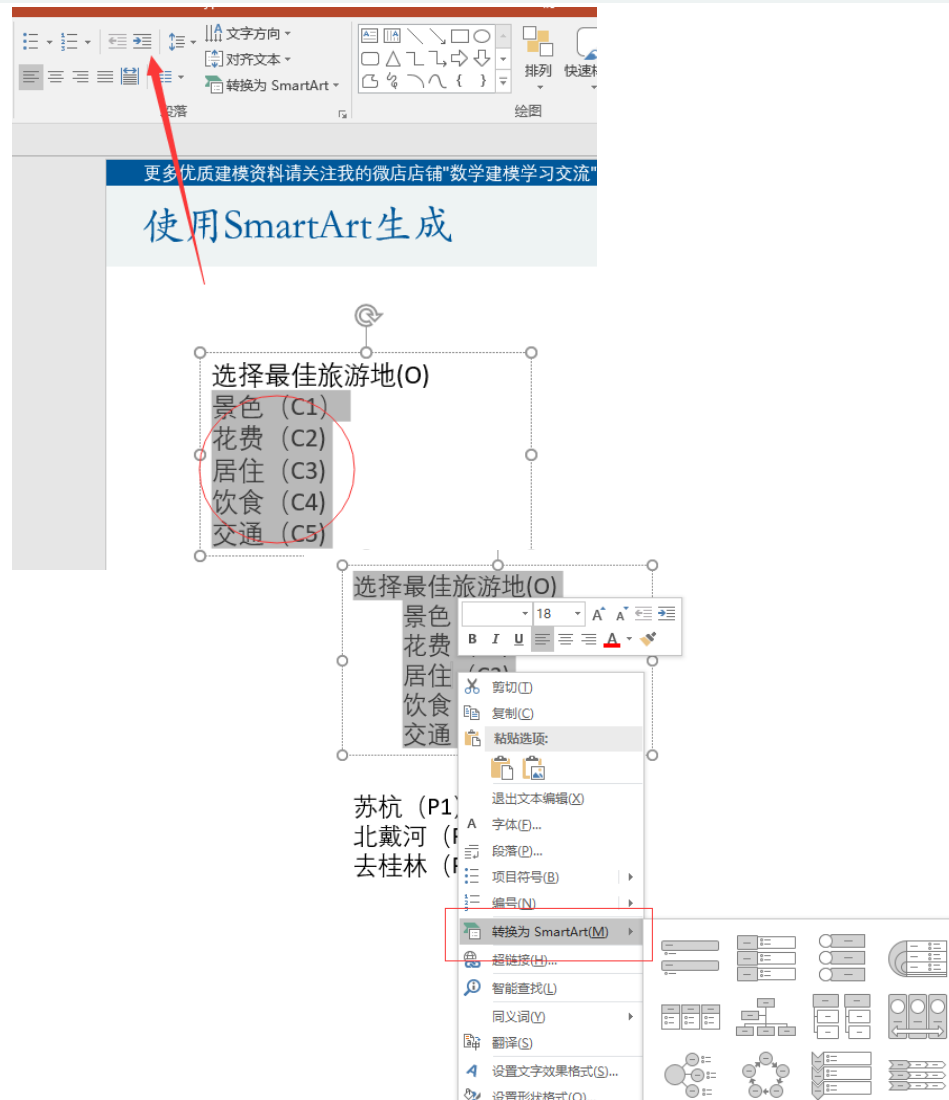 文字方向
对齐文本
转换为 SmartArt
段落
排列
绘图
更多优质建模资料请关注我的微店店铺"数学建模学习交流"
使用SmartArt生成
选择最佳旅游地(O)
景色（C1）
花费（C2)
居住（C3)
饮食（C4)
交通（C5)
选择最佳旅游地(O)
景色
花费
居住
饮食
交通
18
B I U A
剪切(T)
复制(C)
粘贴选项:
退出文本编辑(X)
A 字体(F)...
段落(P)...
项目符号(B)
编号(N)
转换为 SmartArt(M)
超链接(H)...
智能查找(L)
同义词(Y)
翻译(S)
设置文字效果格式(S)...
设置形状格式(O)...
苏杭（P1)
北戴河（
去桂林（